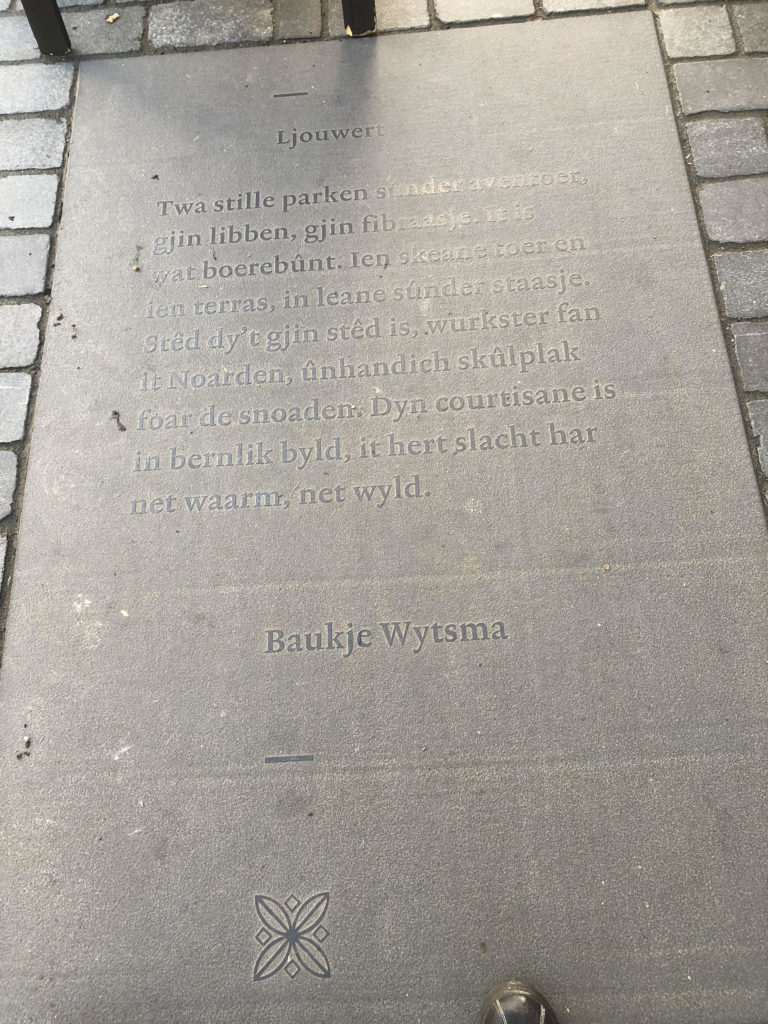 Ljouwert
Twa stille parken sûnder aventoer,
gjin libben, gjin fibraasje. It is
wat boerebûnt. Ien skeane toer en
ien terras, in leane sûnder staasje.
Stêd dy't gjin stêd is, wurkster fan
it Noarden, ûnhandich skûlplak
foar de snoaden. Dyn courtisane is
in bernlik byld, it hert slacht har
net waarm, net wyld.
Baukje Wytsma